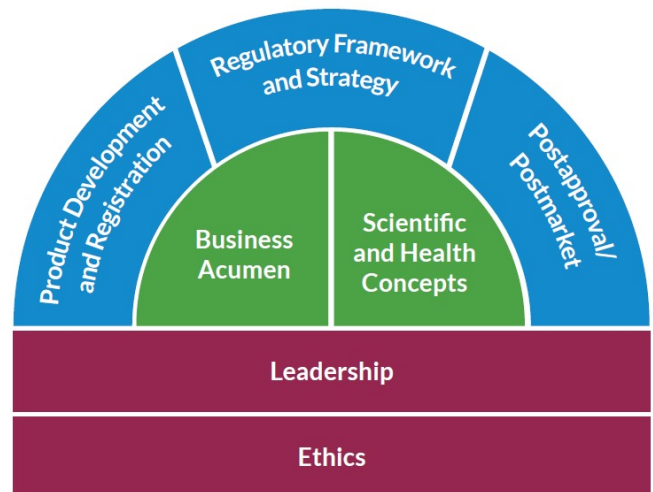 Regulatory Framework
and Strategy
Product Development
and Registration
Postapproval/
Postmarket
Business
Acumen
Scientific
and Health
Concepts
Leadership
Ethics